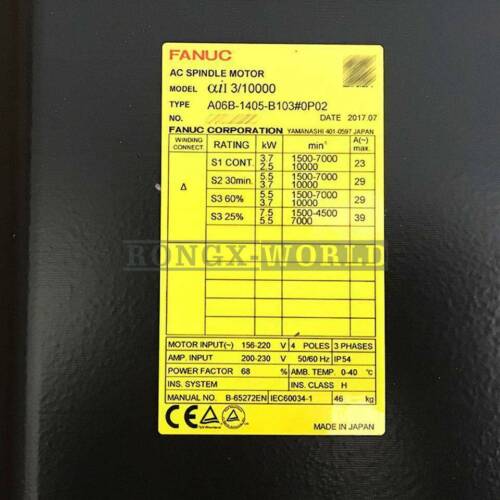 FANUC
AC SPINDLE MOTOR
MODEL αiI 3/10000
TYPE A06B-1405-B103#0P02
NO. DATE 2017.07
FANUC CORPORATION YAMANASHI 401-0597 JAPAN
WINDING CONNECT. RATING kW min⁻¹ A(~) max.
Δ
S1 CONT. 3.7 1500-7000 23
2.5 10000
S2 30min. 5.5 1500-7000 29
3.7 10000
S3 60% 5.5 1500-7000 29
3.7 10000
S3 25% 7.5 1500-4500 39
5.5 7000
RONGX-WORLD
MOTOR INPUT(~) 156-220 V 4 POLES 3 PHASES
AMP. INPUT 200-230 V 50/60 Hz IP54
POWER FACTOR 68 % AMB. TEMP. 0-40 ℃
INS. SYSTEM INS. CLASS H
MANUAL NO. B-65272EN IEC60034-1 46 kg
CE
MADE IN JAPAN